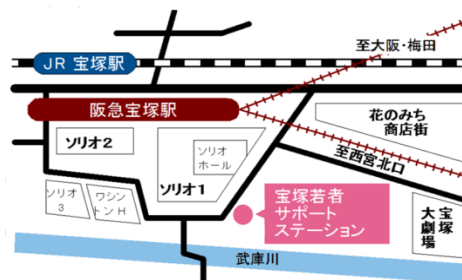 至大阪・梅田
JR 宝塚駅
阪急宝塚駅
花のみち
商店街
ソリオ2
ソリオ
ホール
至西宮北口
ソリオ1
ソリオ
3
ワシン
トンH
宝塚若者
サポート
ステーション
宝塚
大劇場
武庫川